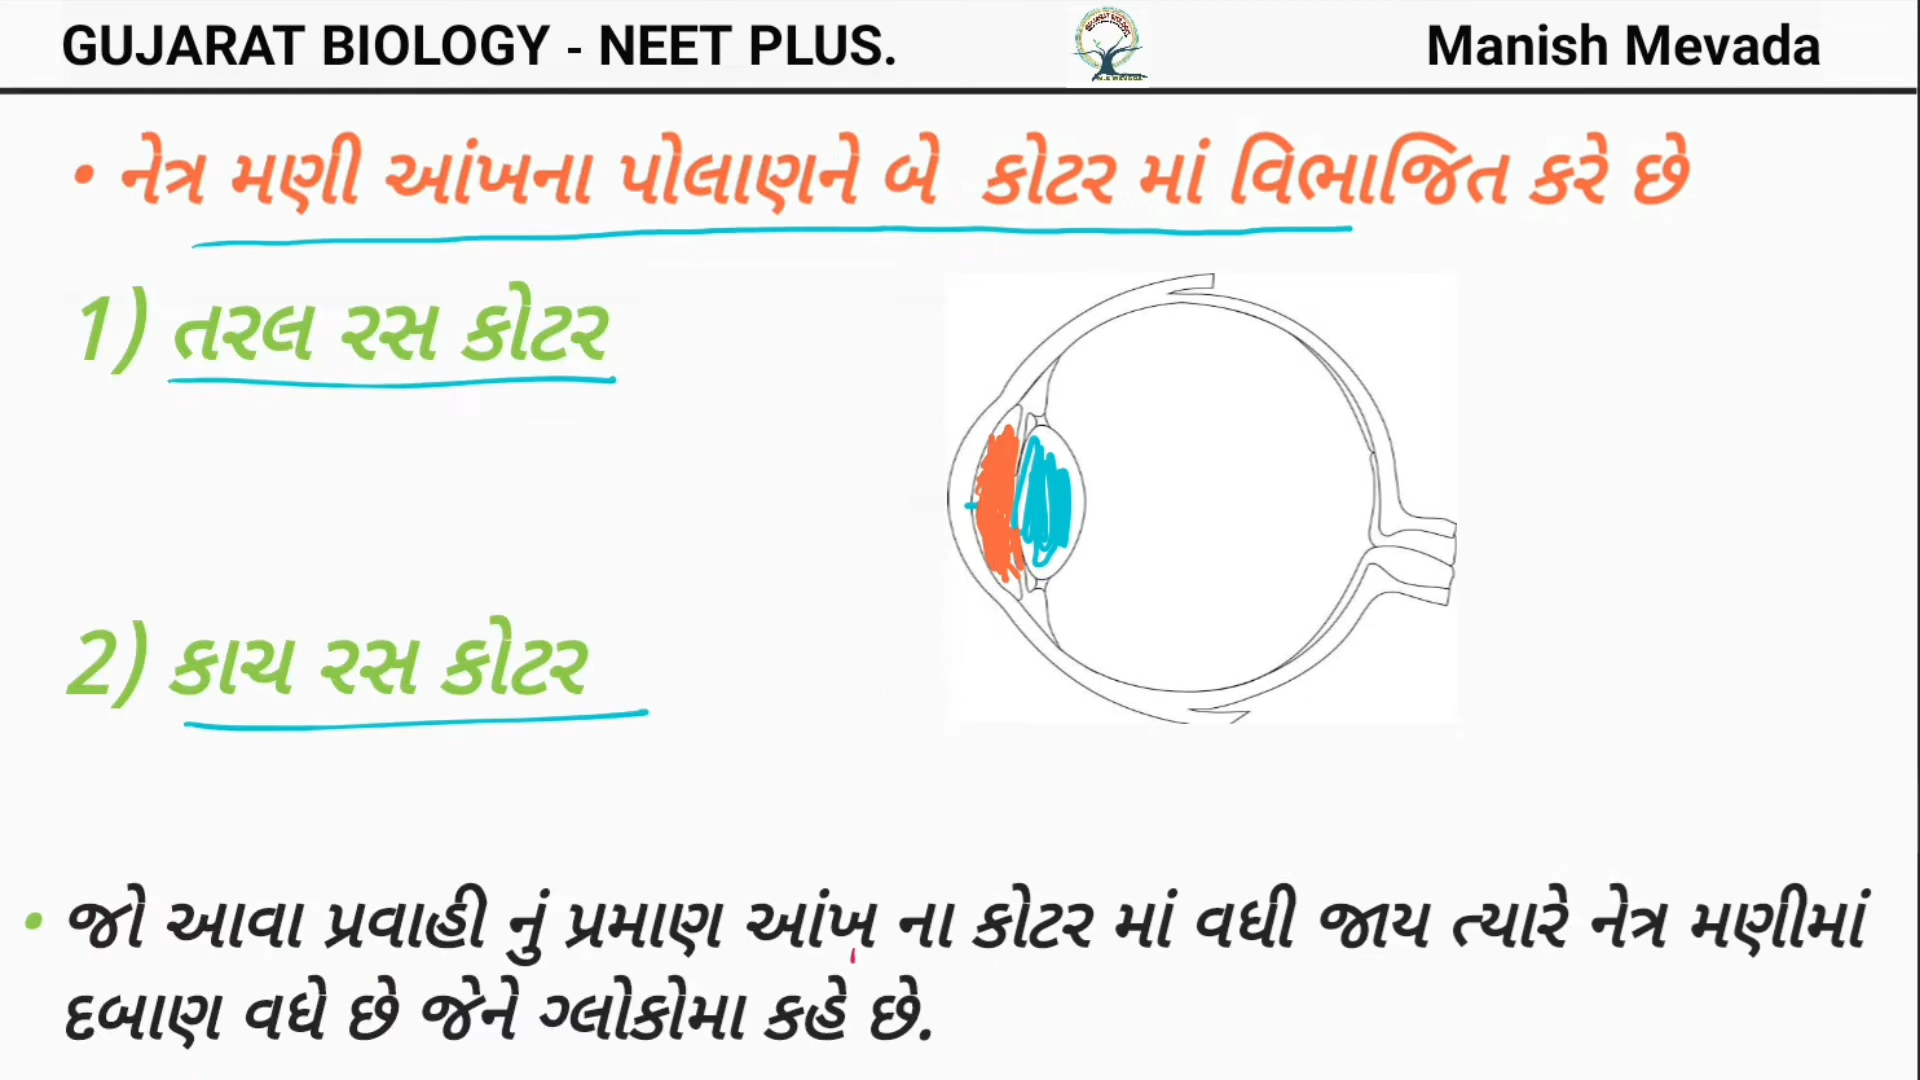 GUJARAT BIOLOGY - NEET PLUS.
Manish Mevada
• નેત્ર મણી આંખના પોલાણને બે કોટર માં વિભાજિત કરે છે
1) તરલ રસ કોટર
2) કાચ રસ કોટર
• જો આવા પ્રવાહી નું પ્રમાણ આંખ ના કોટર માં વધી જાય ત્યારે નેત્ર મણીમાં
દબાણ વધે છે જેને ગ્લોકોમા કહે છે.